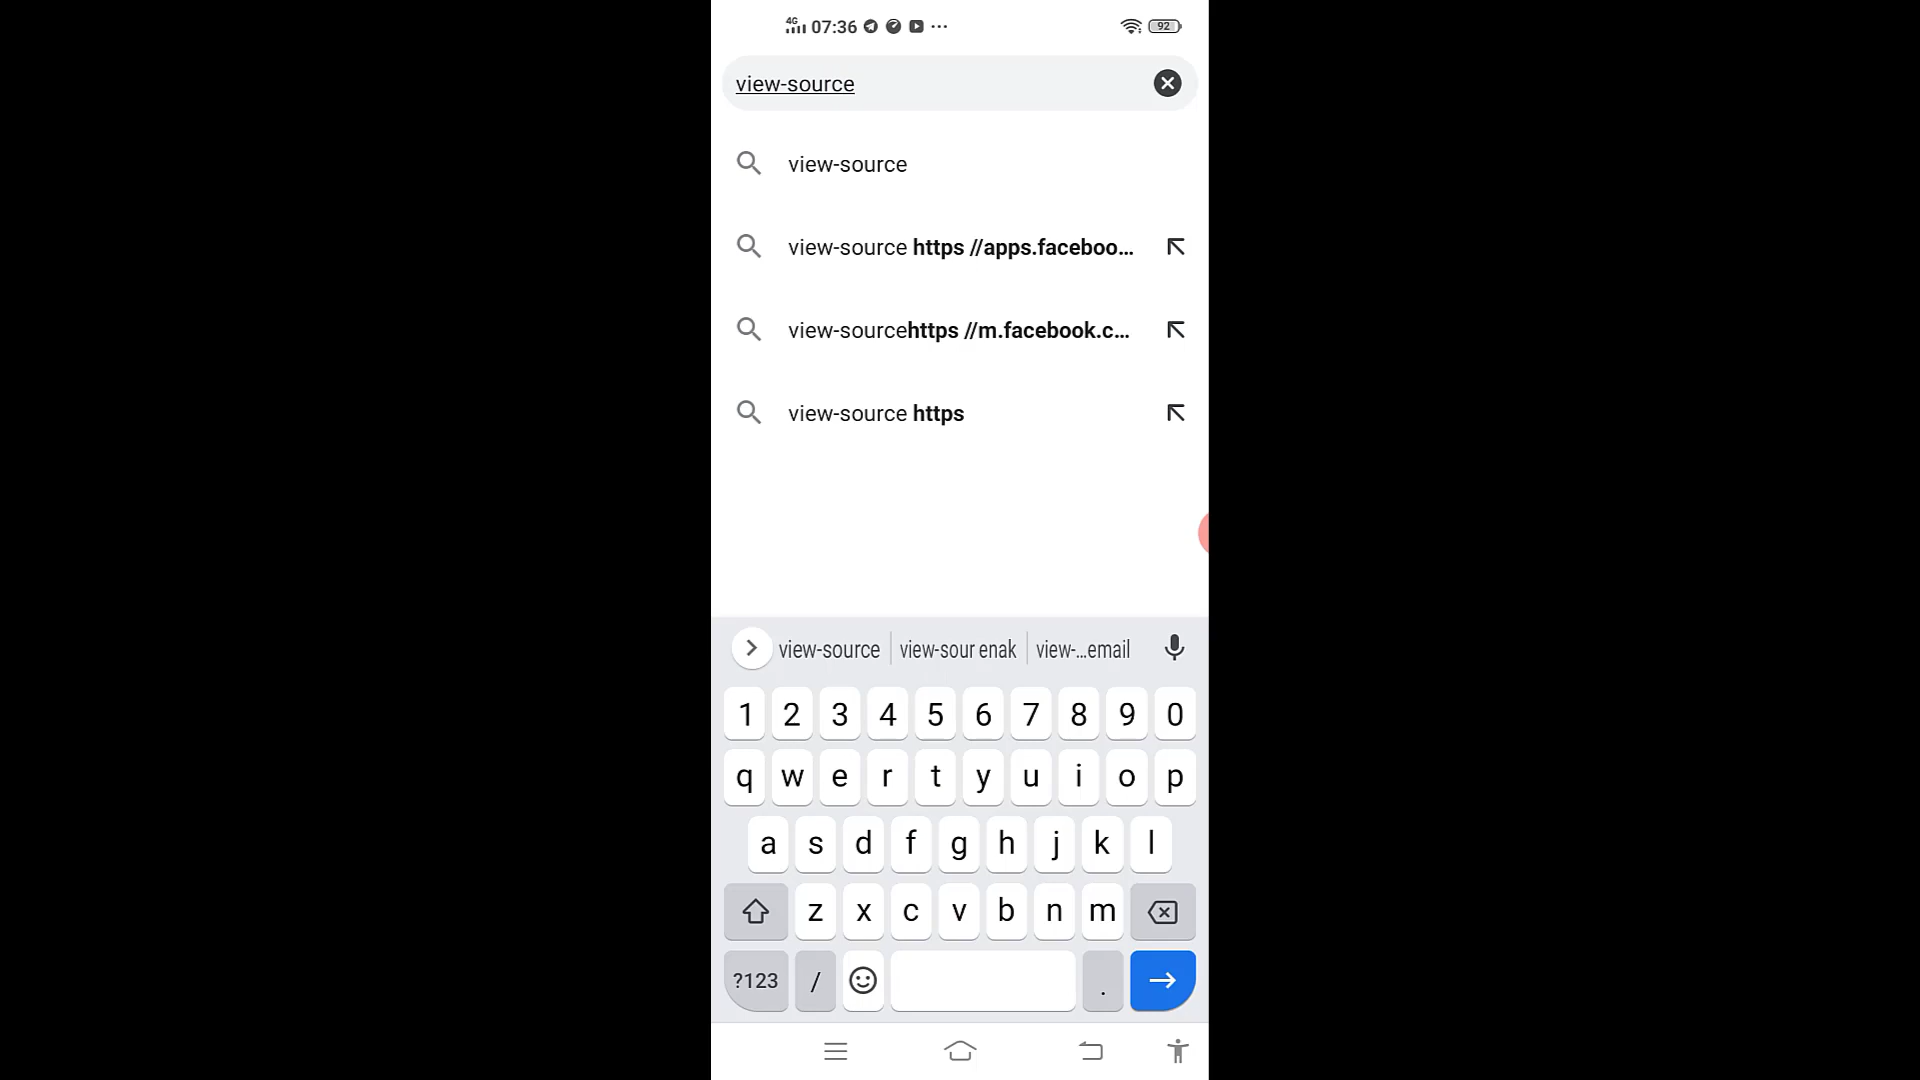 4G 07:36 92
view-source
view-source
view-source https //apps.faceboo...
view-sourcehttps //m.facebook.c...
view-source https
view-source view-sour enak view-...email
1 2 3 4 5 6 7 8 9 0
q w e r t y u i o p
a s d f g h j k l
z x c v b n m
?123 / .